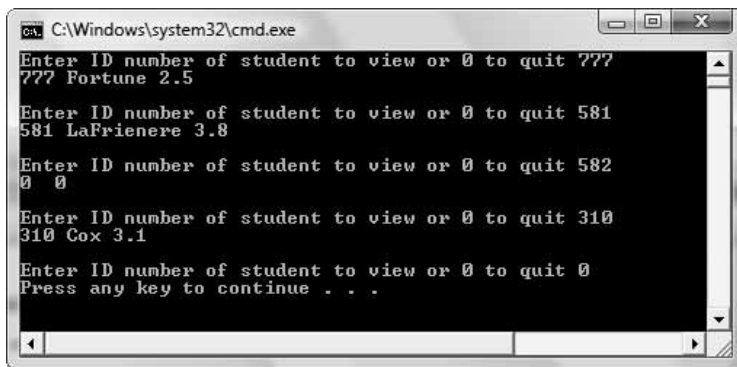 C:\Windows\system32\cmd.exe
Enter ID number of student to view or 0 to quit 777
777 Fortune 2.5
Enter ID number of student to view or 0 to quit 581
581 LaFrienere 3.8
Enter ID number of student to view or 0 to quit 582
0  0
Enter ID number of student to view or 0 to quit 310
310 Cox 3.1
Enter ID number of student to view or 0 to quit 0
Press any key to continue . . .